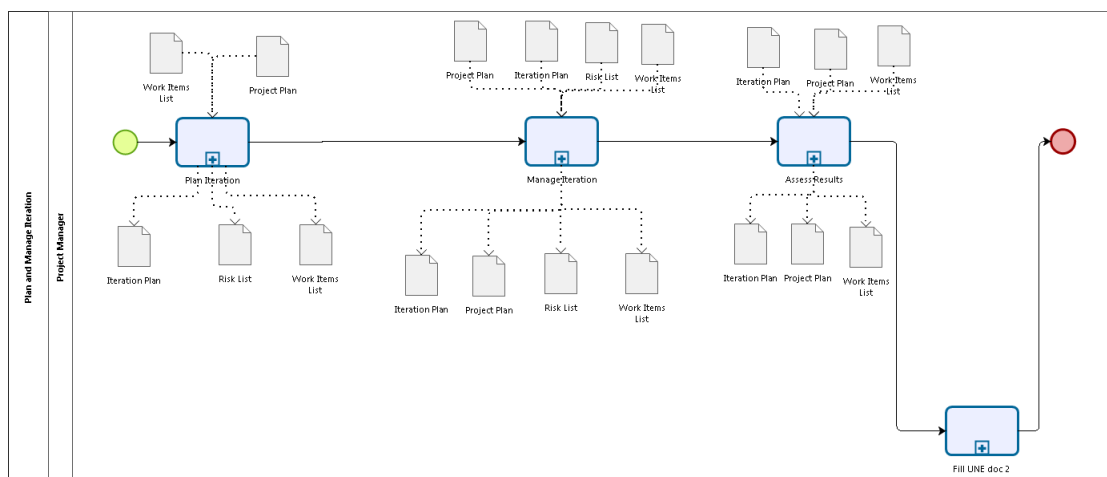 Plan and Manage Iteration
Project Manager
Work Items
List
Project Plan
Project Plan
Iteration Plan
Risk List
Work Items
List
Iteration Plan
Project Plan
Work Items
List
Plan Iteration
Manage Iteration
Assess Results
Iteration Plan
Risk List
Work Items
List
Iteration Plan
Project Plan
Risk List
Work Items
List
Iteration Plan
Project Plan
Work Items
List
Fill UNE doc 2